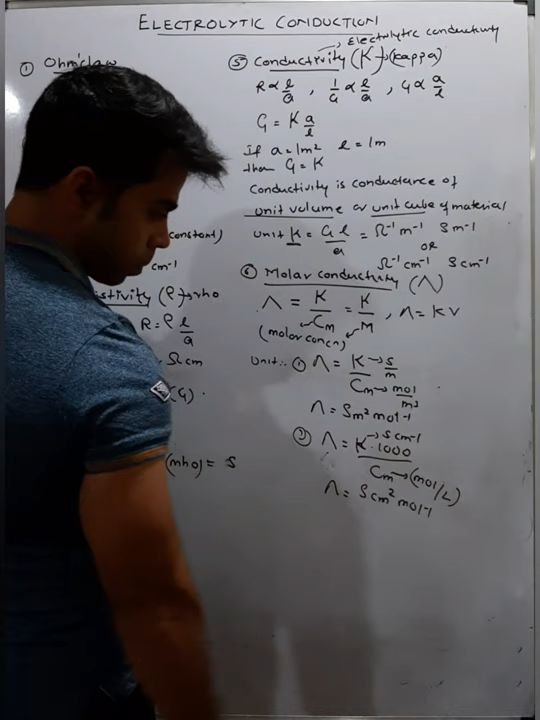 ELECTROLYTIC CONDUCTION
① Ohm'claw
constant)
cm-1
stivity (ρ → rho
R = ρ l/a
Ωcm
(G)
(mho) = S
Electrolytic conductivity
⑤ Conductivity (K) → (kappa)
R ∝ l/a , 1/G ∝ l/a , G ∝ a/l
G = K a/l
If a = 1m² l = 1m
then G = K
Conductivity is conductance of
unit volume or unit cube of material
unit K = G l/a = Ω⁻¹ m⁻¹ S m⁻¹
OR
Ω⁻¹ cm⁻¹ S cm⁻¹
⑥ Molar conductivity (Λ)
Λ = K/Cm = K/M , Λ = K V
(molar concn)
Unit:- ① Λ = K → S/m
Cm → mol/m3
Λ = S m² mol-1
② Λ = K·1000 → S cm-1
Cm → (mol/L)
Λ = S cm² mol-1